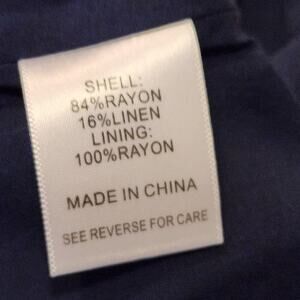 SHELL:
84%RAYON
16%LINEN
LINING:
100%RAYON
MADE IN CHINA
SEE REVERSE FOR CARE